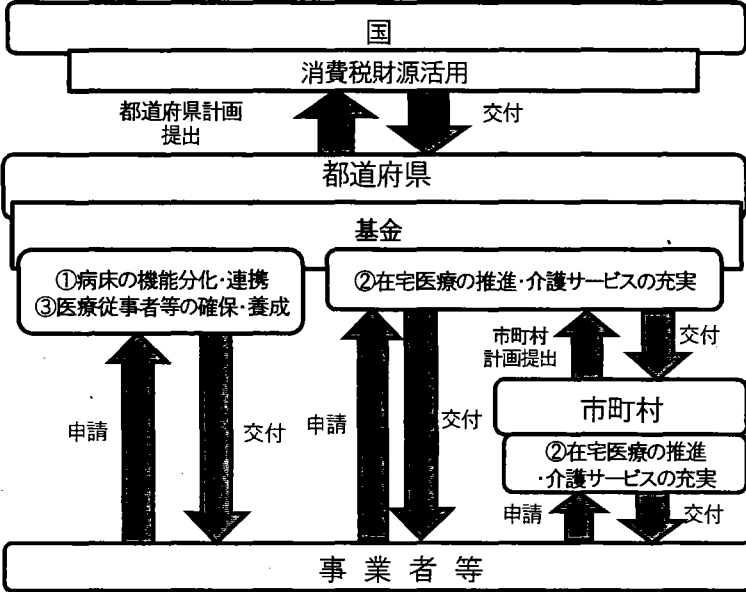 国
消費税財源活用
都道府県計画
提出
交付
都道府県
基金
①病床の機能分化・連携
③医療従事者等の確保・養成
②在宅医療の推進・介護サービスの充実
申請
交付
申請
交付
市町村
計画提出
交付
市町村
②在宅医療の推進
・介護サービスの充実
申請
交付
事業者等